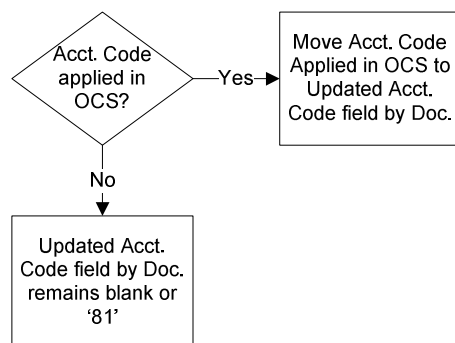 Acct. Code
applied in
OCS?
Yes
Move Acct. Code
Applied in OCS to
Updated Acct.
Code field by Doc.
No
Updated Acct.
Code field by Doc.
remains blank or
‘81’